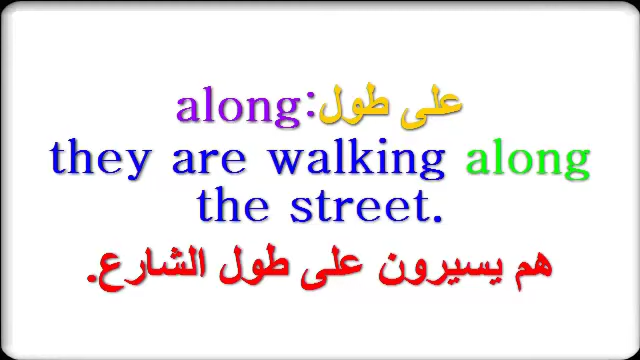 along:على طول
they are walking along
the street.
هم يسيرون على طول الشارع.